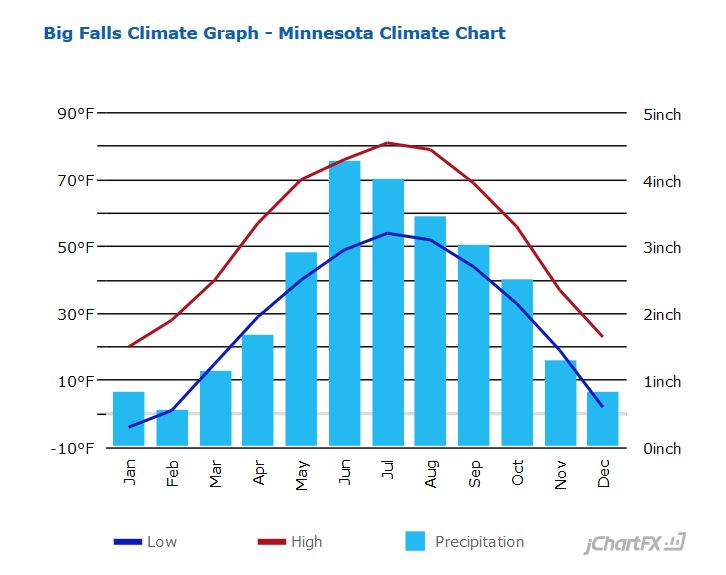 Big Falls Climate Graph - Minnesota Climate Chart
90°F
5inch
70°F
4inch
50°F
3inch
30°F
2inch
10°F
1inch
-10°F
0inch
Jan
Feb
Mar
Apr
May
Jun
Jul
Aug
Sep
Oct
Nov
Dec
Low
High
Precipitation
jChartFX